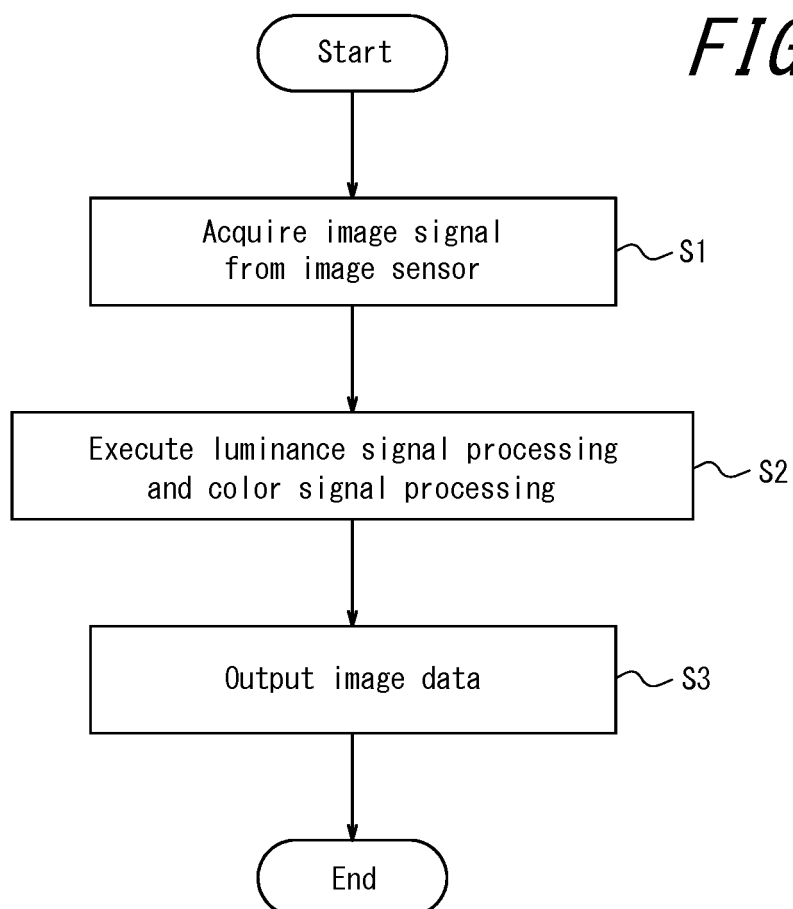 FIG
Start
Acquire image signal
from image sensor
S1
Execute luminance signal processing
and color signal processing
S2
Output image data
S3
End